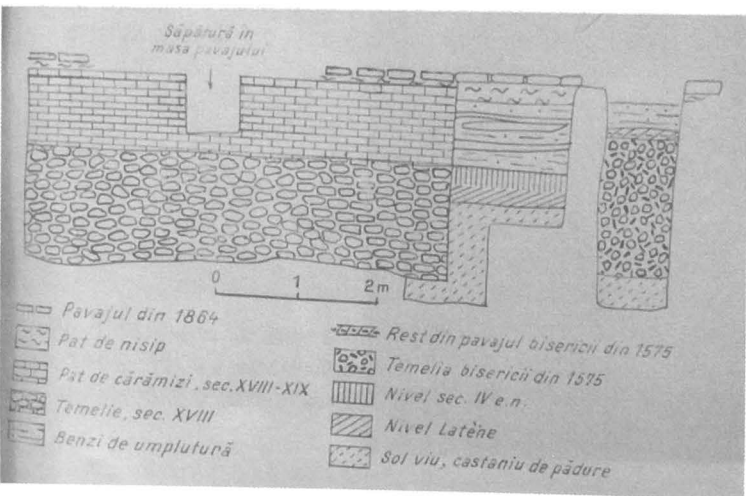 Săpătură în
masa pavajului
0 1 2m
Pavajul din 1864
Pat de nisip
Pat de cărămizi, sec. XVIII-XIX
Temelie, sec. XVIII
Benzi de umplutură
Rest din pavajul bisericii din 1575
Temelia bisericii din 1575
Nivel sec. IV e.n.
Nivel Latène
Sol viu, castaniu de pădure